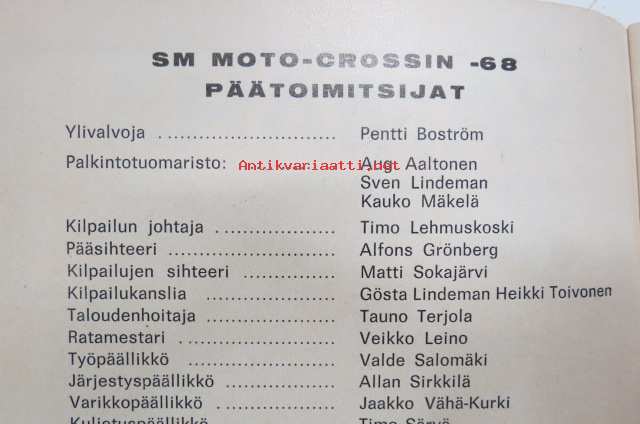 SM MOTO-CROSSIN -68
PÄÄTOIMITSIJAT
Ylivalvoja . . . . . . . . . . . . . . . . . . . . . . . . . Pentti Boström
Antikvariaatti.net
Palkintotuomaristo: Aug Aaltonen
Sven Lindeman
Kauko Mäkelä
Kilpailun johtaja . . . . . . . . . . . . . . . . . Timo Lehmuskoski
Pääsihteeri . . . . . . . . . . . . . . . . . . . . . . . Alfons Grönberg
Kilpailujen sihteeri . . . . . . . . . . . . . Matti Sokajärvi
Kilpailukanslia . . . . . . . . . . . . . . . . . . Gösta Lindeman Heikki Toivonen
Taloudenhoitaja . . . . . . . . . . . . . . . . . . Tauno Terjola
Ratamestari . . . . . . . . . . . . . . . . . . . . . . Veikko Leino
Työpäällikkö . . . . . . . . . . . . . . . . . . . . Valde Salomäki
Järjestyspäällikkö . . . . . . . . . . . . . . . Allan Sirkkilä
Varikkopäällikkö . . . . . . . . . . . . . . . . . Jaakko Vähä-Kurki